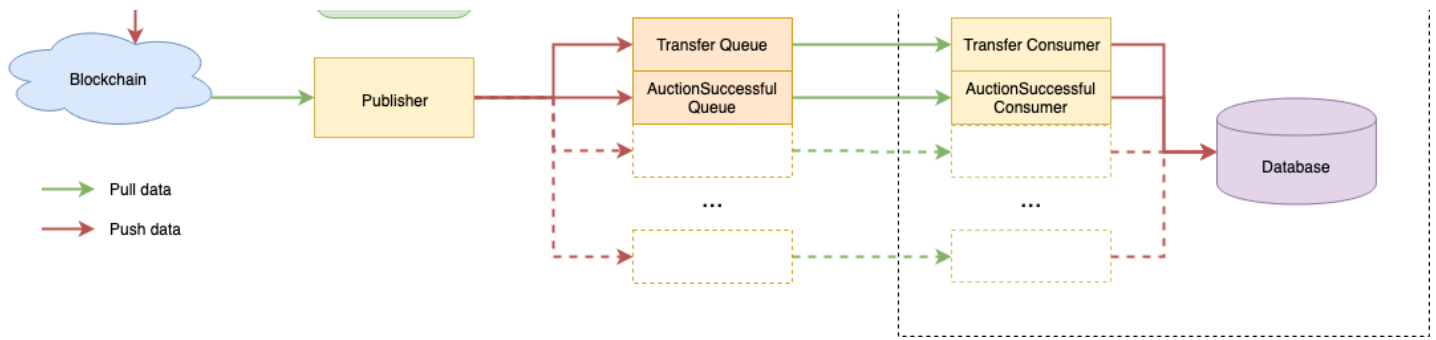 Blockchain
Publisher
Transfer Queue
AuctionSuccessful
Queue
Transfer Consumer
AuctionSuccessful
Consumer
Database
...
...
Pull data
Push data